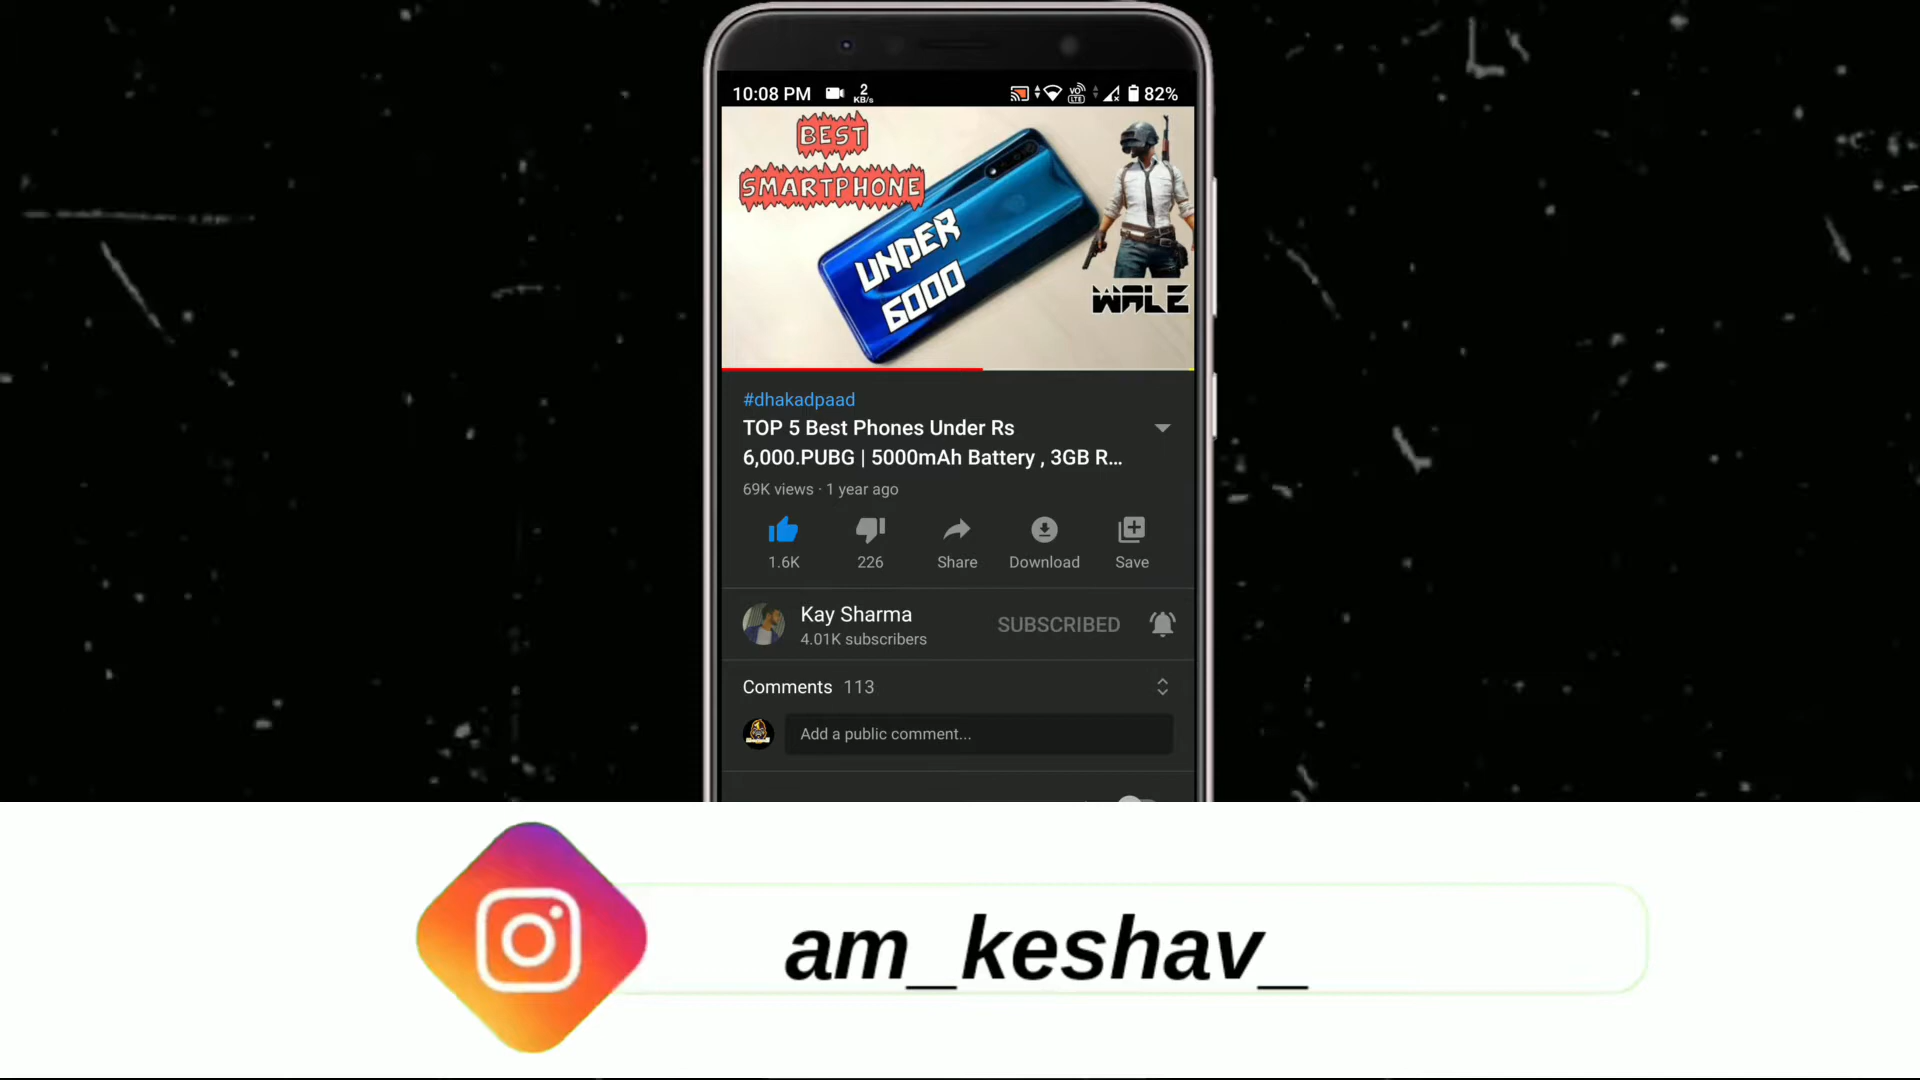 10:08 PM 2 KB/s VO LTE 82%
BEST
SMARTPHONE
UNDER
6000
WALE
#dhakadpaad
TOP 5 Best Phones Under Rs
6,000.PUBG | 5000mAh Battery , 3GB R...
69K views · 1 year ago
1.6K 226 Share Download Save
Kay Sharma
4.01K subscribers
SUBSCRIBED
Comments 113
Add a public comment...
am_keshav_